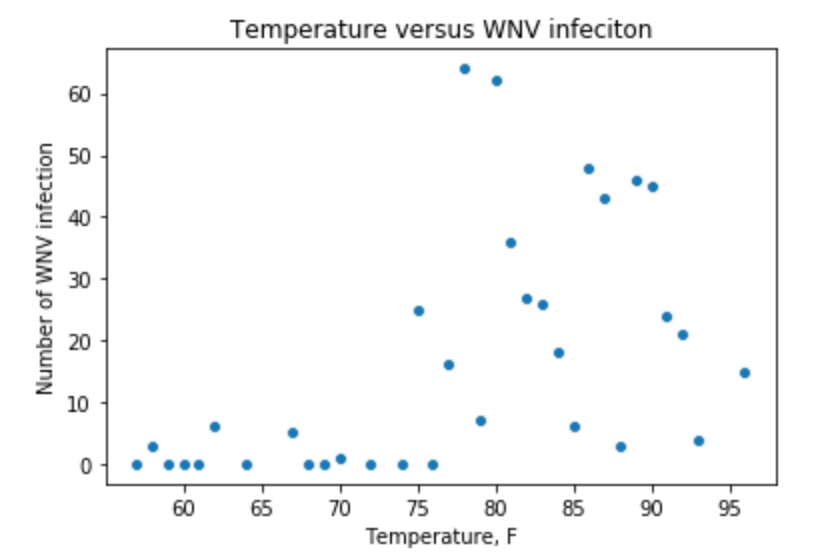 Temperature versus WNV infeciton
Number of WNV infection
60
50
40
30
20
10
0
60 65 70 75 80 85 90 95
Temperature, F